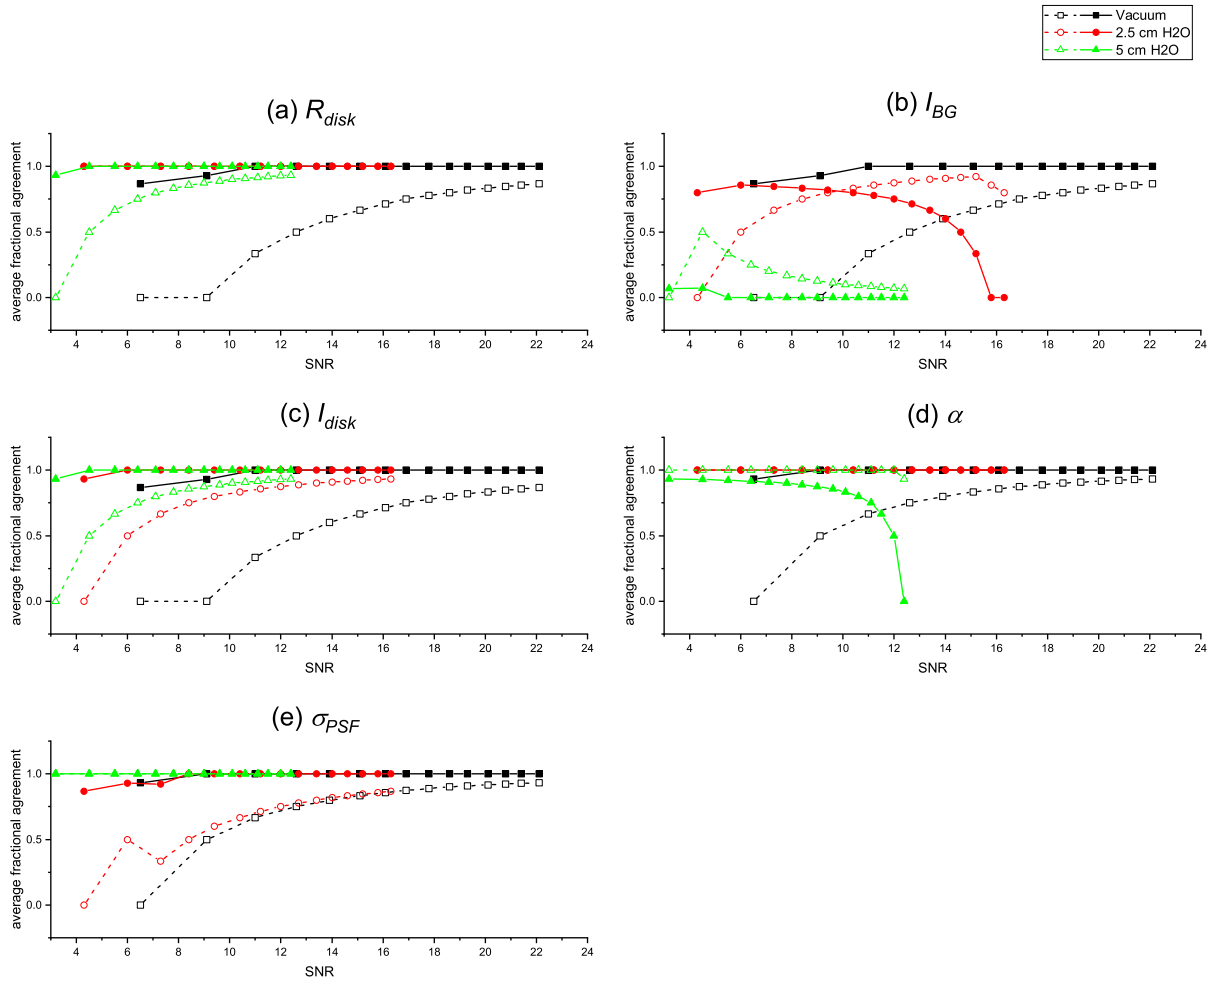 Vacuum
2.5 cm H2O
5 cm H2O
(a) R_disk
average fractional agreement
1.0
0.5
0.0
4 6 8 10 12 14 16 18 20 22 24
SNR
(b) I_BG
average fractional agreement
1.0
0.5
0.0
4 6 8 10 12 14 16 18 20 22 24
SNR
(c) I_disk
average fractional agreement
1.0
0.5
0.0
4 6 8 10 12 14 16 18 20 22 24
SNR
(d) α
average fractional agreement
1.0
0.5
0.0
4 6 8 10 12 14 16 18 20 22 24
SNR
(e) σ_PSF
average fractional agreement
1.0
0.5
0.0
4 6 8 10 12 14 16 18 20 22 24
SNR